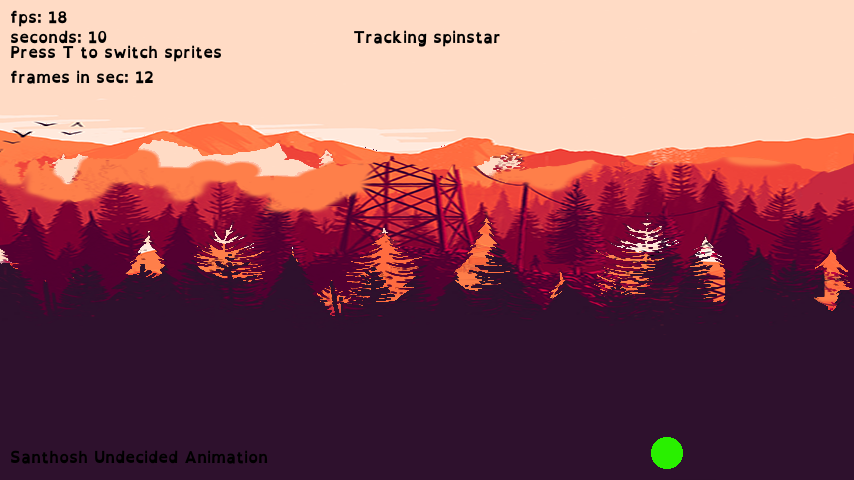 fps: 18
seconds: 10
Tracking spinstar
Press T to switch sprites
frames in sec: 12
Santhosh Undecided Animation